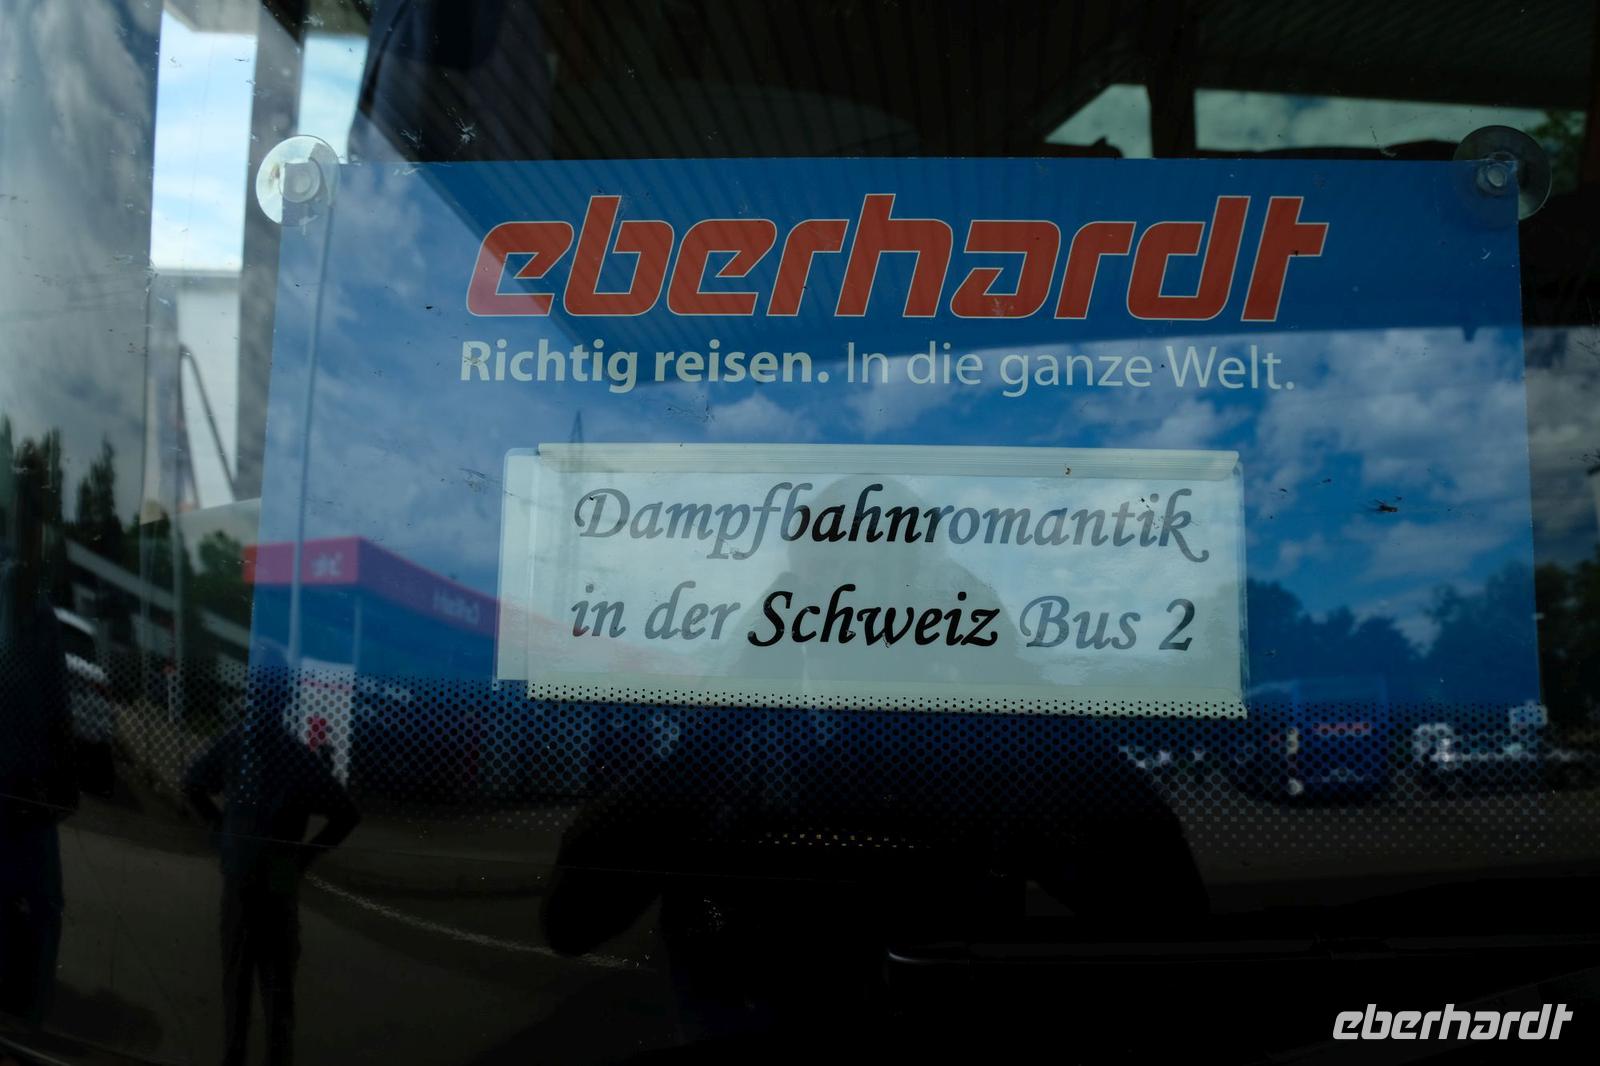 eberhardt
Richtig reisen. In die ganze Welt.
Dampfbahnromantik
in der Schweiz Bus 2
eberhardt